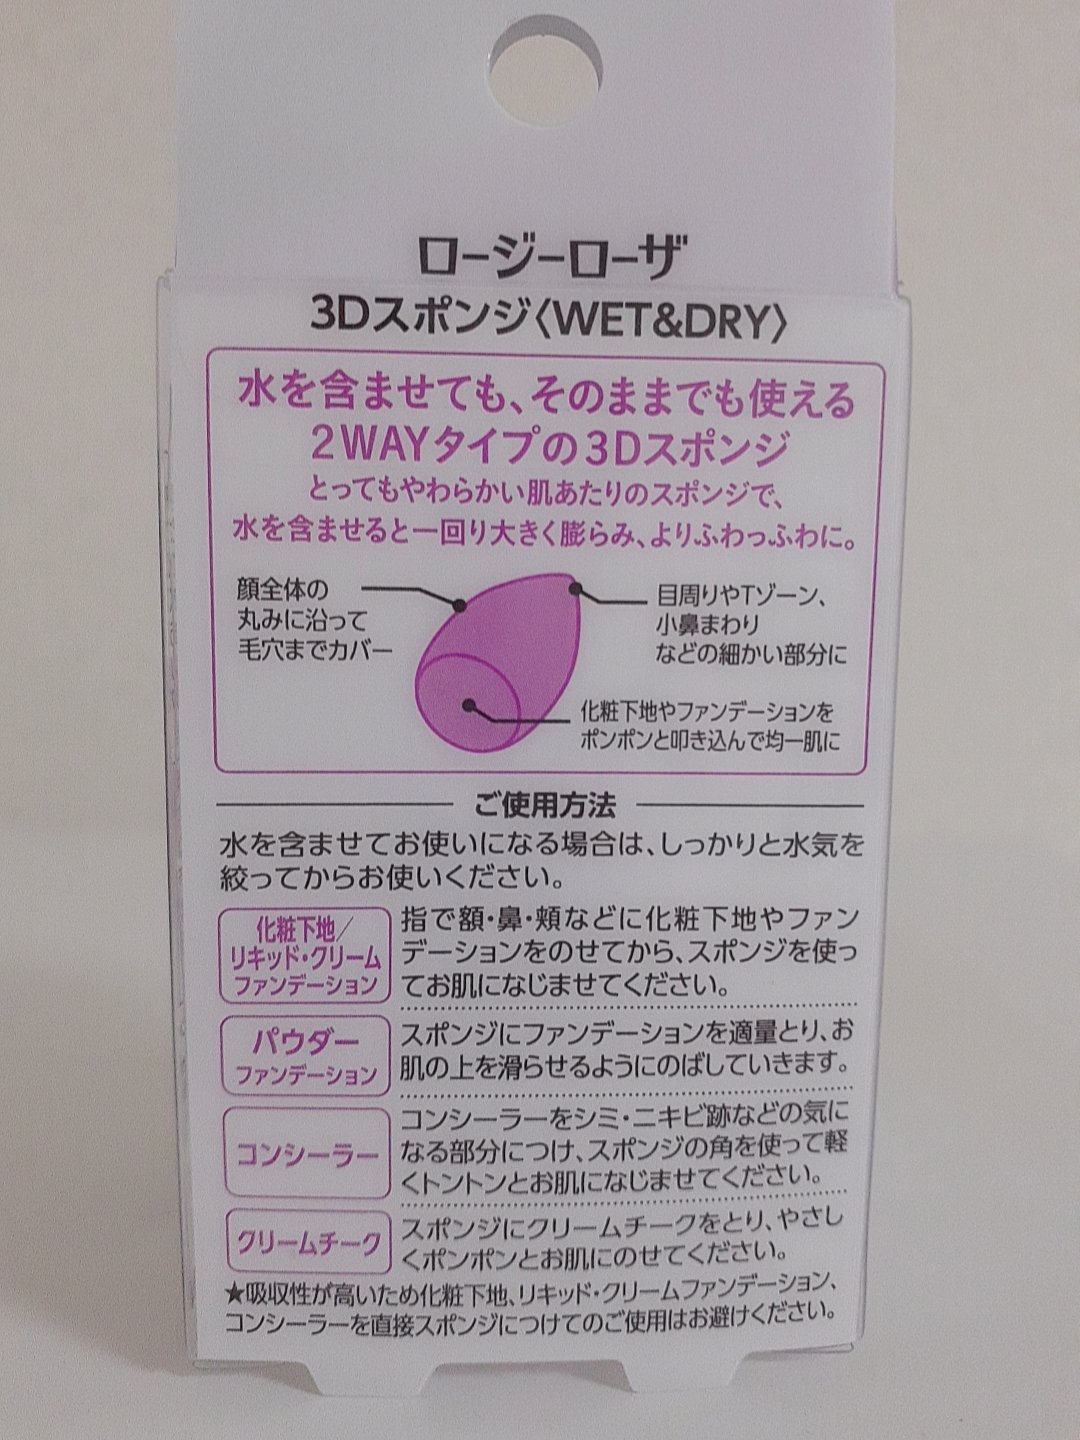 ロージーローザ
3Dスポンジ〈WET&DRY〉
水を含ませても、そのままでも使える
2WAYタイプの3Dスポンジ
とってもやわらかい肌あたりのスポンジで、
水を含ませると一回り大きく膨らみ、よりふわっふわに。
顔全体の
丸みに沿って
毛穴までカバー
目周りやTゾーン、
小鼻まわり
などの細かい部分に
化粧下地やファンデーションを
ポンポンと叩き込んで均一肌に
ご使用方法
水を含ませてお使いになる場合は、しっかりと水気を
絞ってからお使いください。
化粧下地/
リキッド・クリーム
ファンデーション
指で額・鼻・頬などに化粧下地やファン
デーションをのせてから、スポンジを使っ
てお肌になじませてください。
パウダー
ファンデーション
スポンジにファンデーションを適量とり、お
肌の上を滑らせるようにのばしていきます。
コンシーラー
コンシーラーをシミ・ニキビ跡などの気に
なる部分につけ、スポンジの角を使って軽
くトントンとお肌になじませてください。
クリームチーク
スポンジにクリームチークをとり、やさし
くポンポンとお肌にのせてください。
★吸収性が高いため化粧下地、リキッド・クリームファンデーション、
コンシーラーを直接スポンジにつけてのご使用はお避けください。